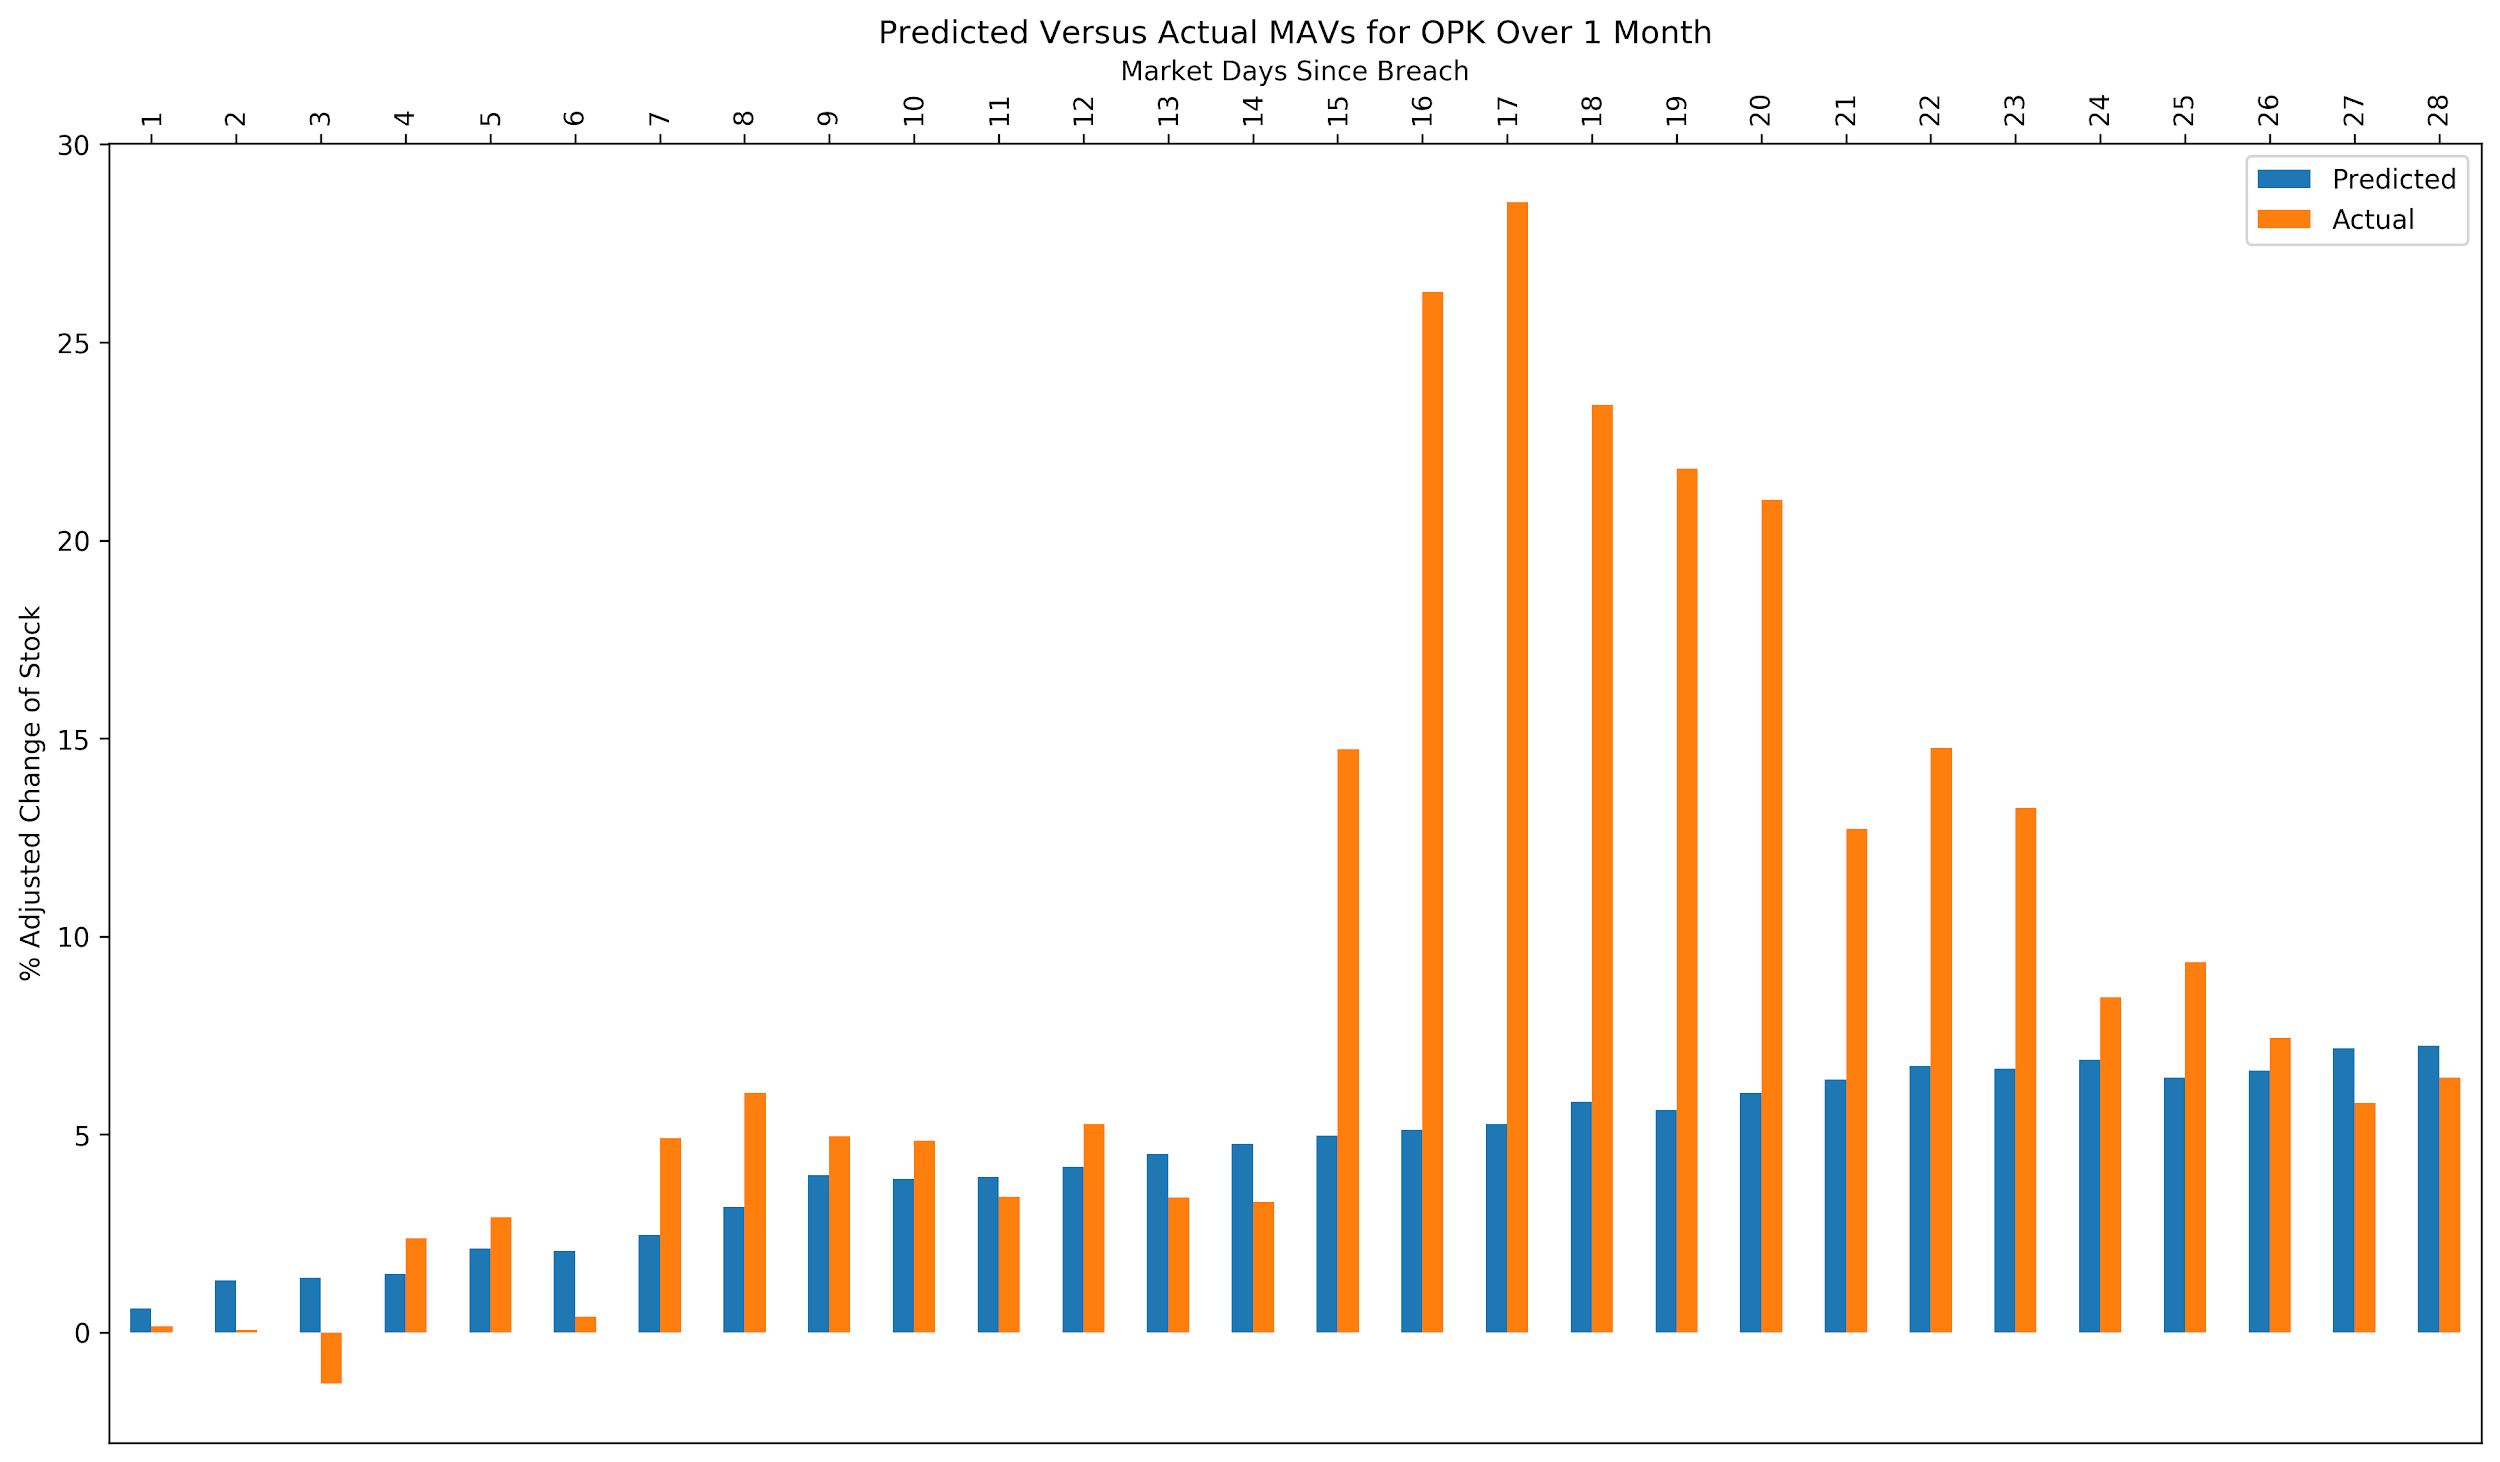 Predicted Versus Actual MAVs for OPK Over 1 Month
Market Days Since Breach
1 2 3 4 5 6 7 8 9 10 11 12 13 14 15 16 17 18 19 20 21 22 23 24 25 26 27 28
Predicted
Actual
30
25
20
15
10
5
0
% Adjusted Change of Stock